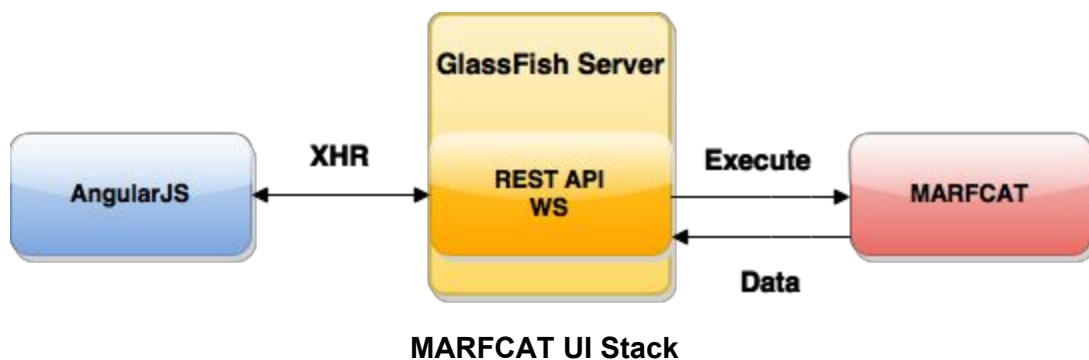 GlassFish Server
AngularJS
XHR
REST API
WS
Execute
MARFCAT
Data
MARFCAT UI Stack